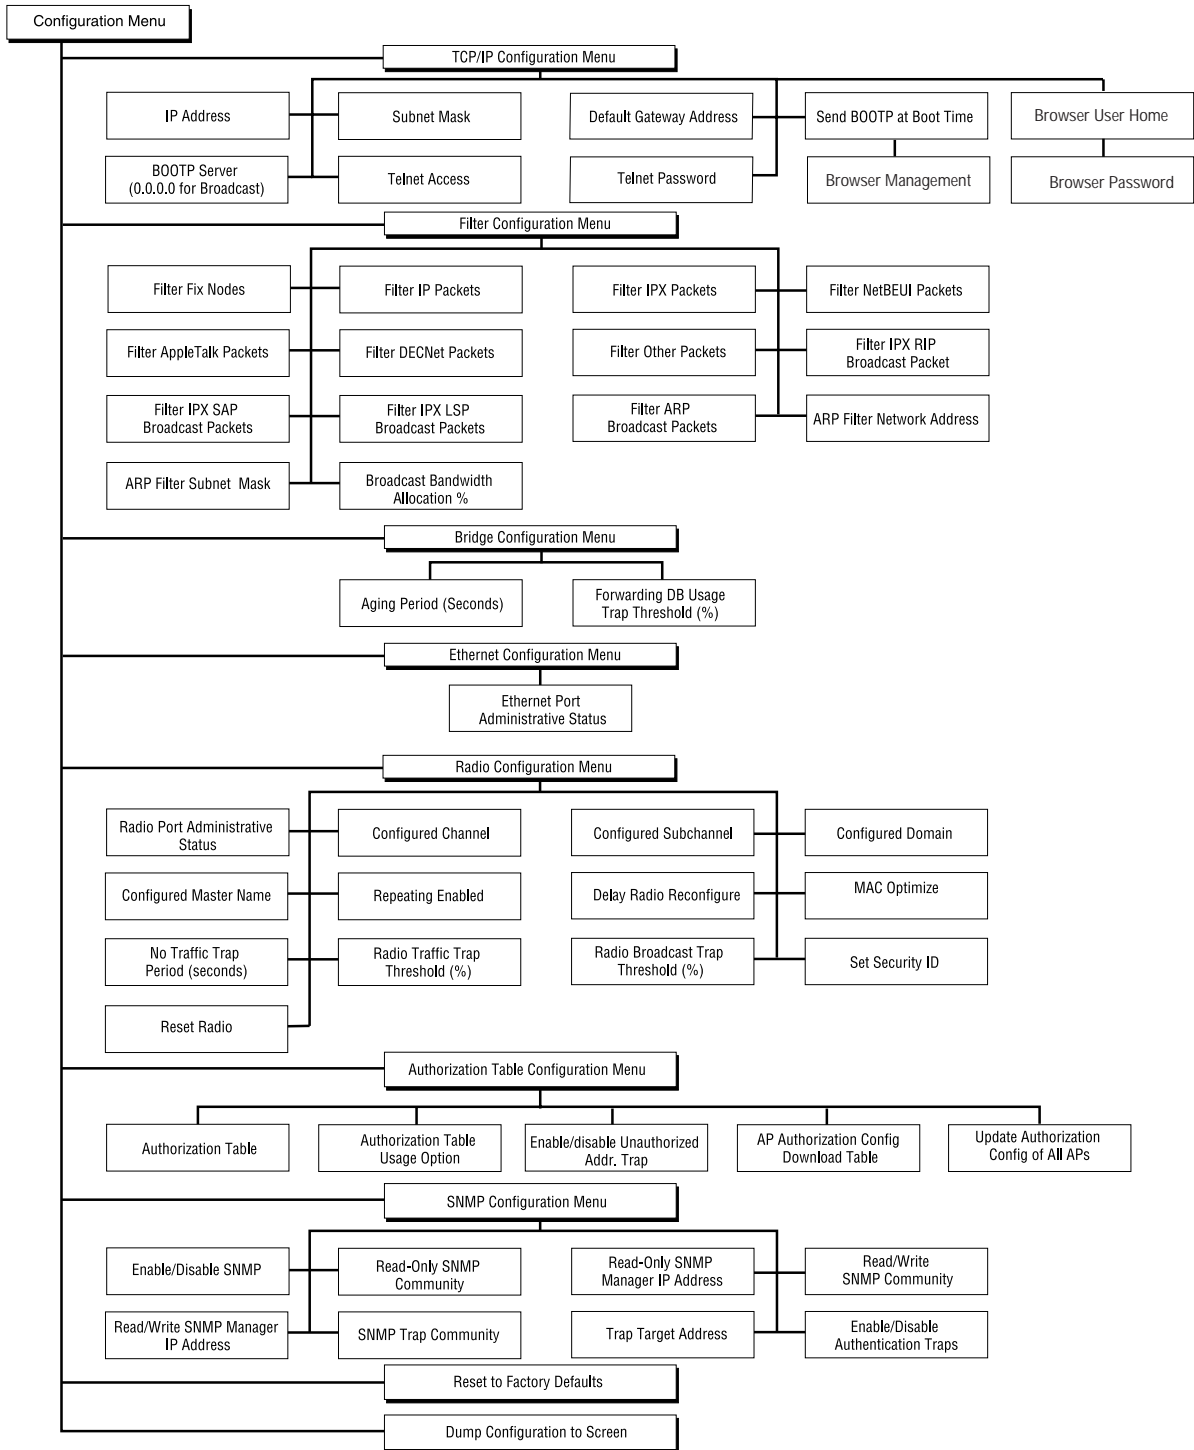 Configuration Menu
TCP/IP Configuration Menu
IP Address
Subnet Mask
Default Gateway Address
Send BOOTP at Boot Time
Browser User Home
BOOTP Server
(0.0.0.0 for Broadcast)
Telnet Access
Telnet Password
Browser Management
Browser Password
Filter Configuration Menu
Filter Fix Nodes
Filter IP Packets
Filter IPX Packets
Filter NetBEUI Packets
Filter AppleTalk Packets
Filter DECNet Packets
Filter Other Packets
Filter IPX RIP
Broadcast Packet
Filter IPX SAP
Broadcast Packets
Filter IPX LSP
Broadcast Packets
Filter ARP
Broadcast Packets
ARP Filter Network Address
ARP Filter Subnet Mask
Broadcast Bandwidth
Allocation %
Bridge Configuration Menu
Aging Period (Seconds)
Forwarding DB Usage
Trap Threshold (%)
Ethernet Configuration Menu
Ethernet Port
Administrative Status
Radio Configuration Menu
Radio Port Administrative
Status
Configured Channel
Configured Subchannel
Configured Domain
Configured Master Name
Repeating Enabled
Delay Radio Reconfigure
MAC Optimize
No Traffic Trap
Period (seconds)
Radio Traffic Trap
Threshold (%)
Radio Broadcast Trap
Threshold (%)
Set Security ID
Reset Radio
Authorization Table Configuration Menu
Authorization Table
Authorization Table
Usage Option
Enable/disable Unauthorized
Addr. Trap
AP Authorization Config
Download Table
Update Authorization
Config of All APs
SNMP Configuration Menu
Enable/Disable SNMP
Read-Only SNMP
Community
Read-Only SNMP
Manager IP Address
Read/Write
SNMP Community
Read/Write SNMP Manager
IP Address
SNMP Trap Community
Trap Target Address
Enable/Disable
Authentication Traps
Reset to Factory Defaults
Dump Configuration to Screen